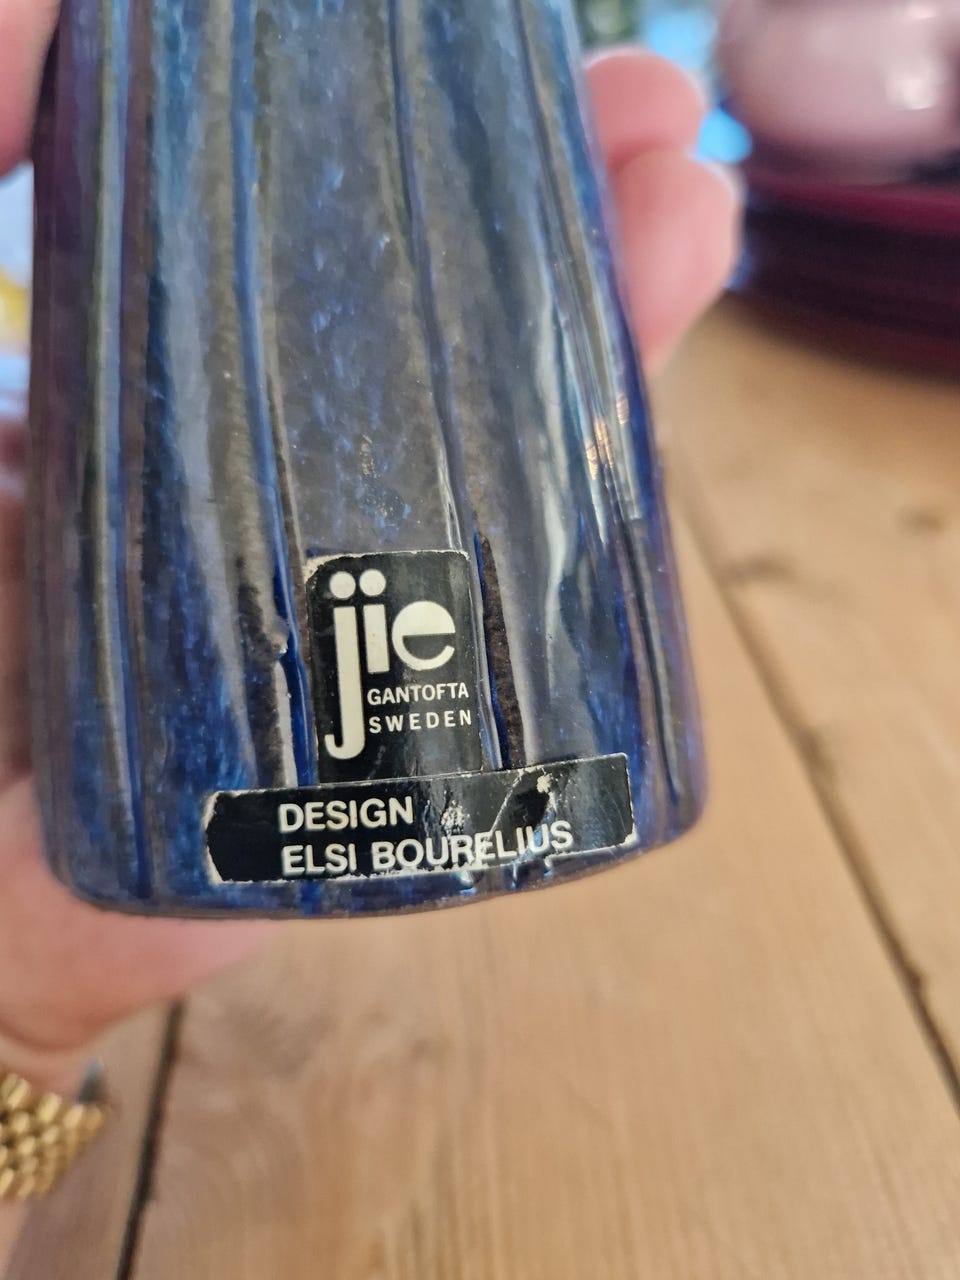 jie
GANTOFTA
SWEDEN
DESIGN
ELSI BOURELIUS